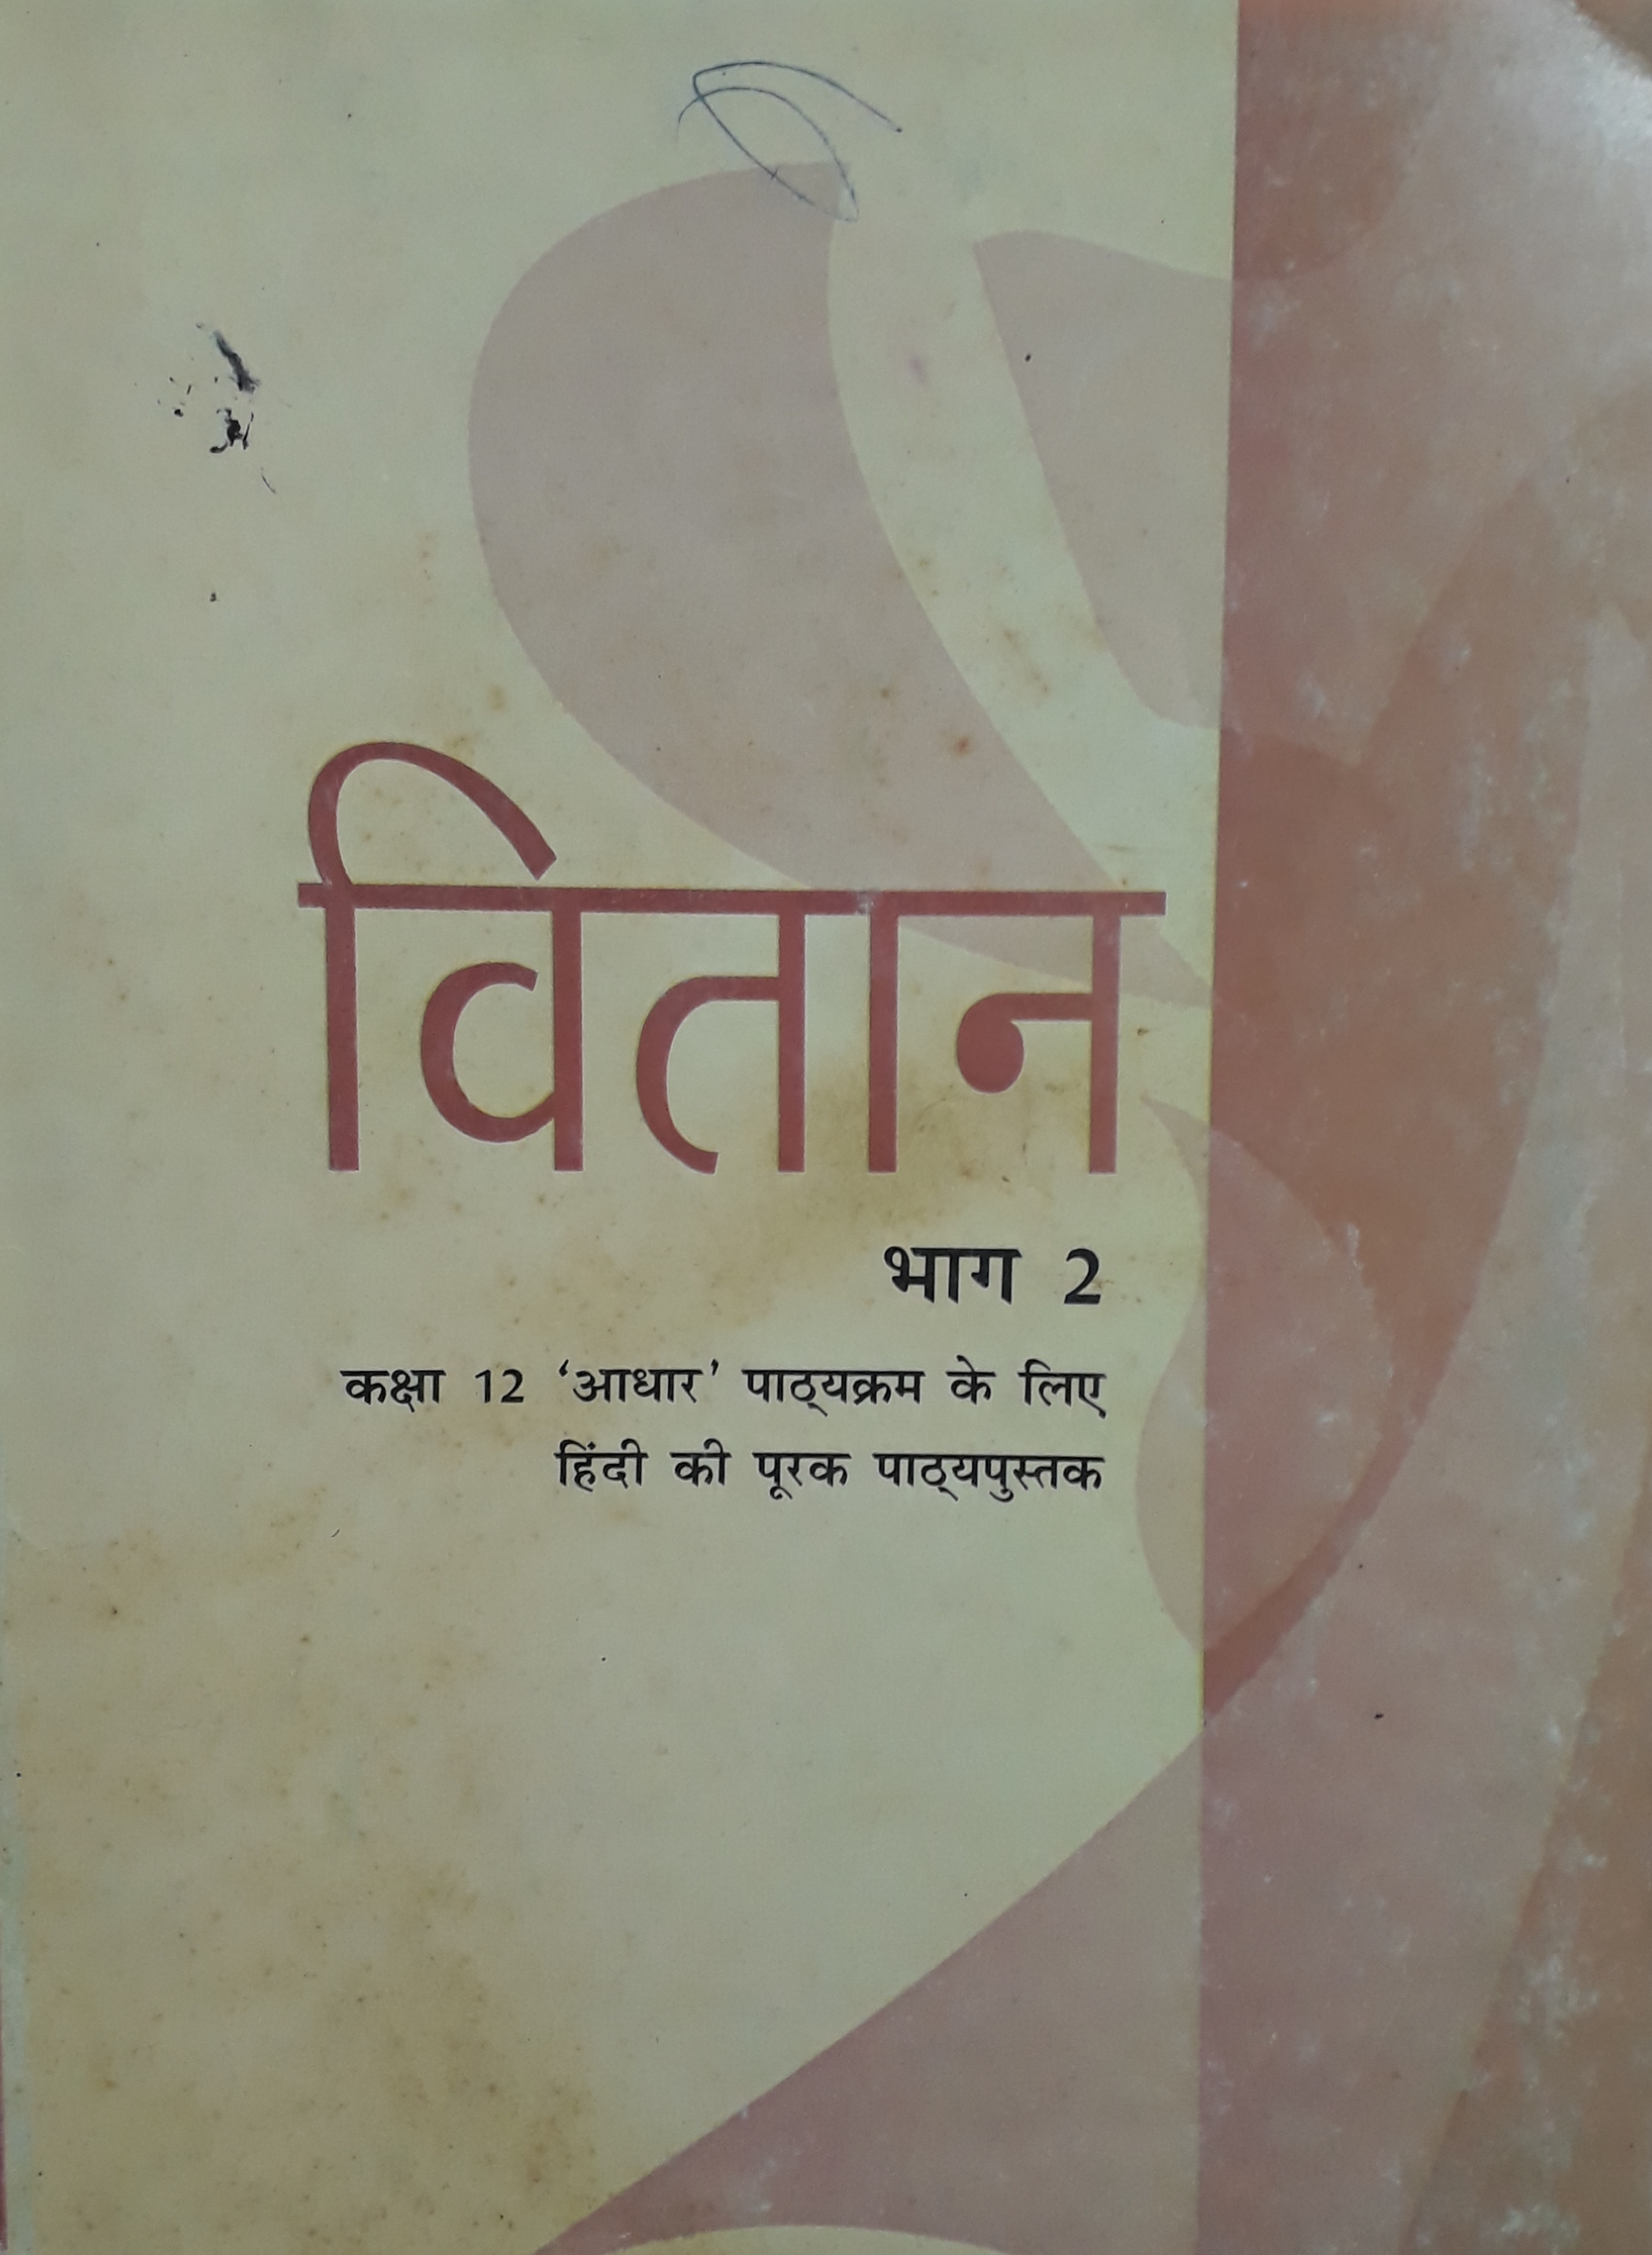 वितान
भाग 2
कक्षा 12 ‘आधार’ पाठ्यक्रम के लिए
हिंदी की पूरक पाठ्यपुस्तक